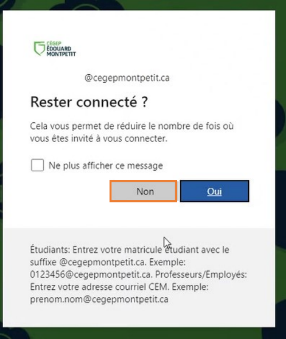 CÉGEP
ÉDOUARD
MONTPETIT
@cegepmontpetit.ca
Rester connecté ?
Cela vous permet de réduire le nombre de fois où
vous êtes invité à vous connecter.
Ne plus afficher ce message
Non
Oui
Étudiants: Entrez votre matricule étudiant avec le
suffixe @cegepmontpetit.ca. Exemple:
0123456@cegepmontpetit.ca. Professeurs/Employés:
Entrez votre adresse courriel CEM. Exemple:
prenom.nom@cegepmontpetit.ca